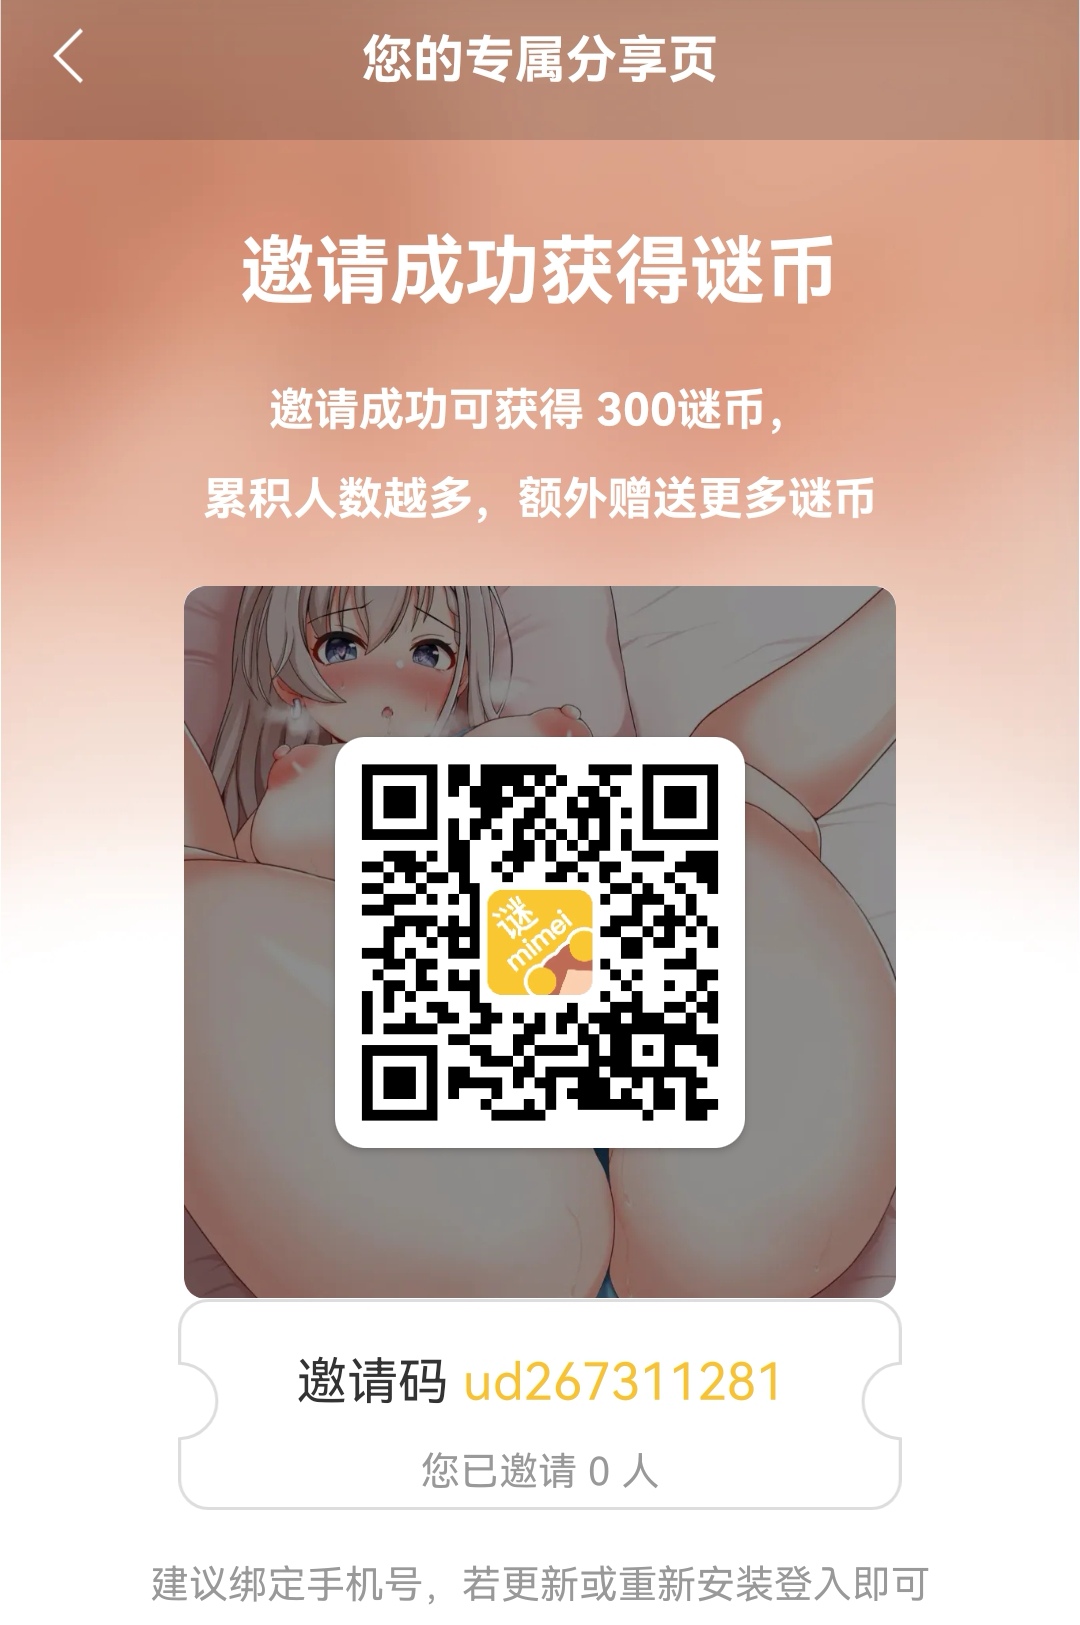 您的专属分享页
邀请成功获得谜币
邀请成功可获得 300谜币，
累积人数越多，额外赠送更多谜币
谜
mimei
邀请码 ud267311281
您已邀请 0 人
建议绑定手机号，若更新或重新安装登入即可